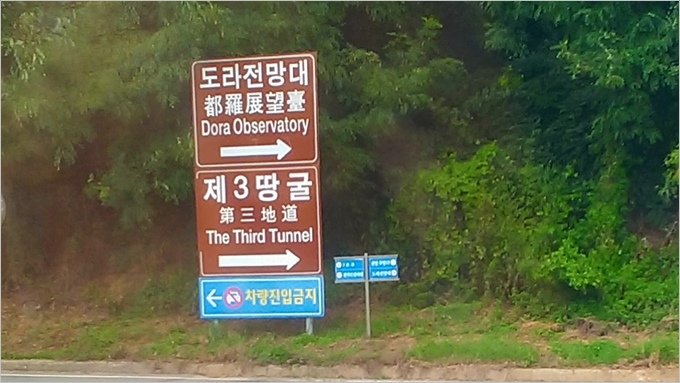 도라전망대
都羅展望臺
Dora Observatory
제3땅굴
第三地道
The Third Tunnel
차량진입금지